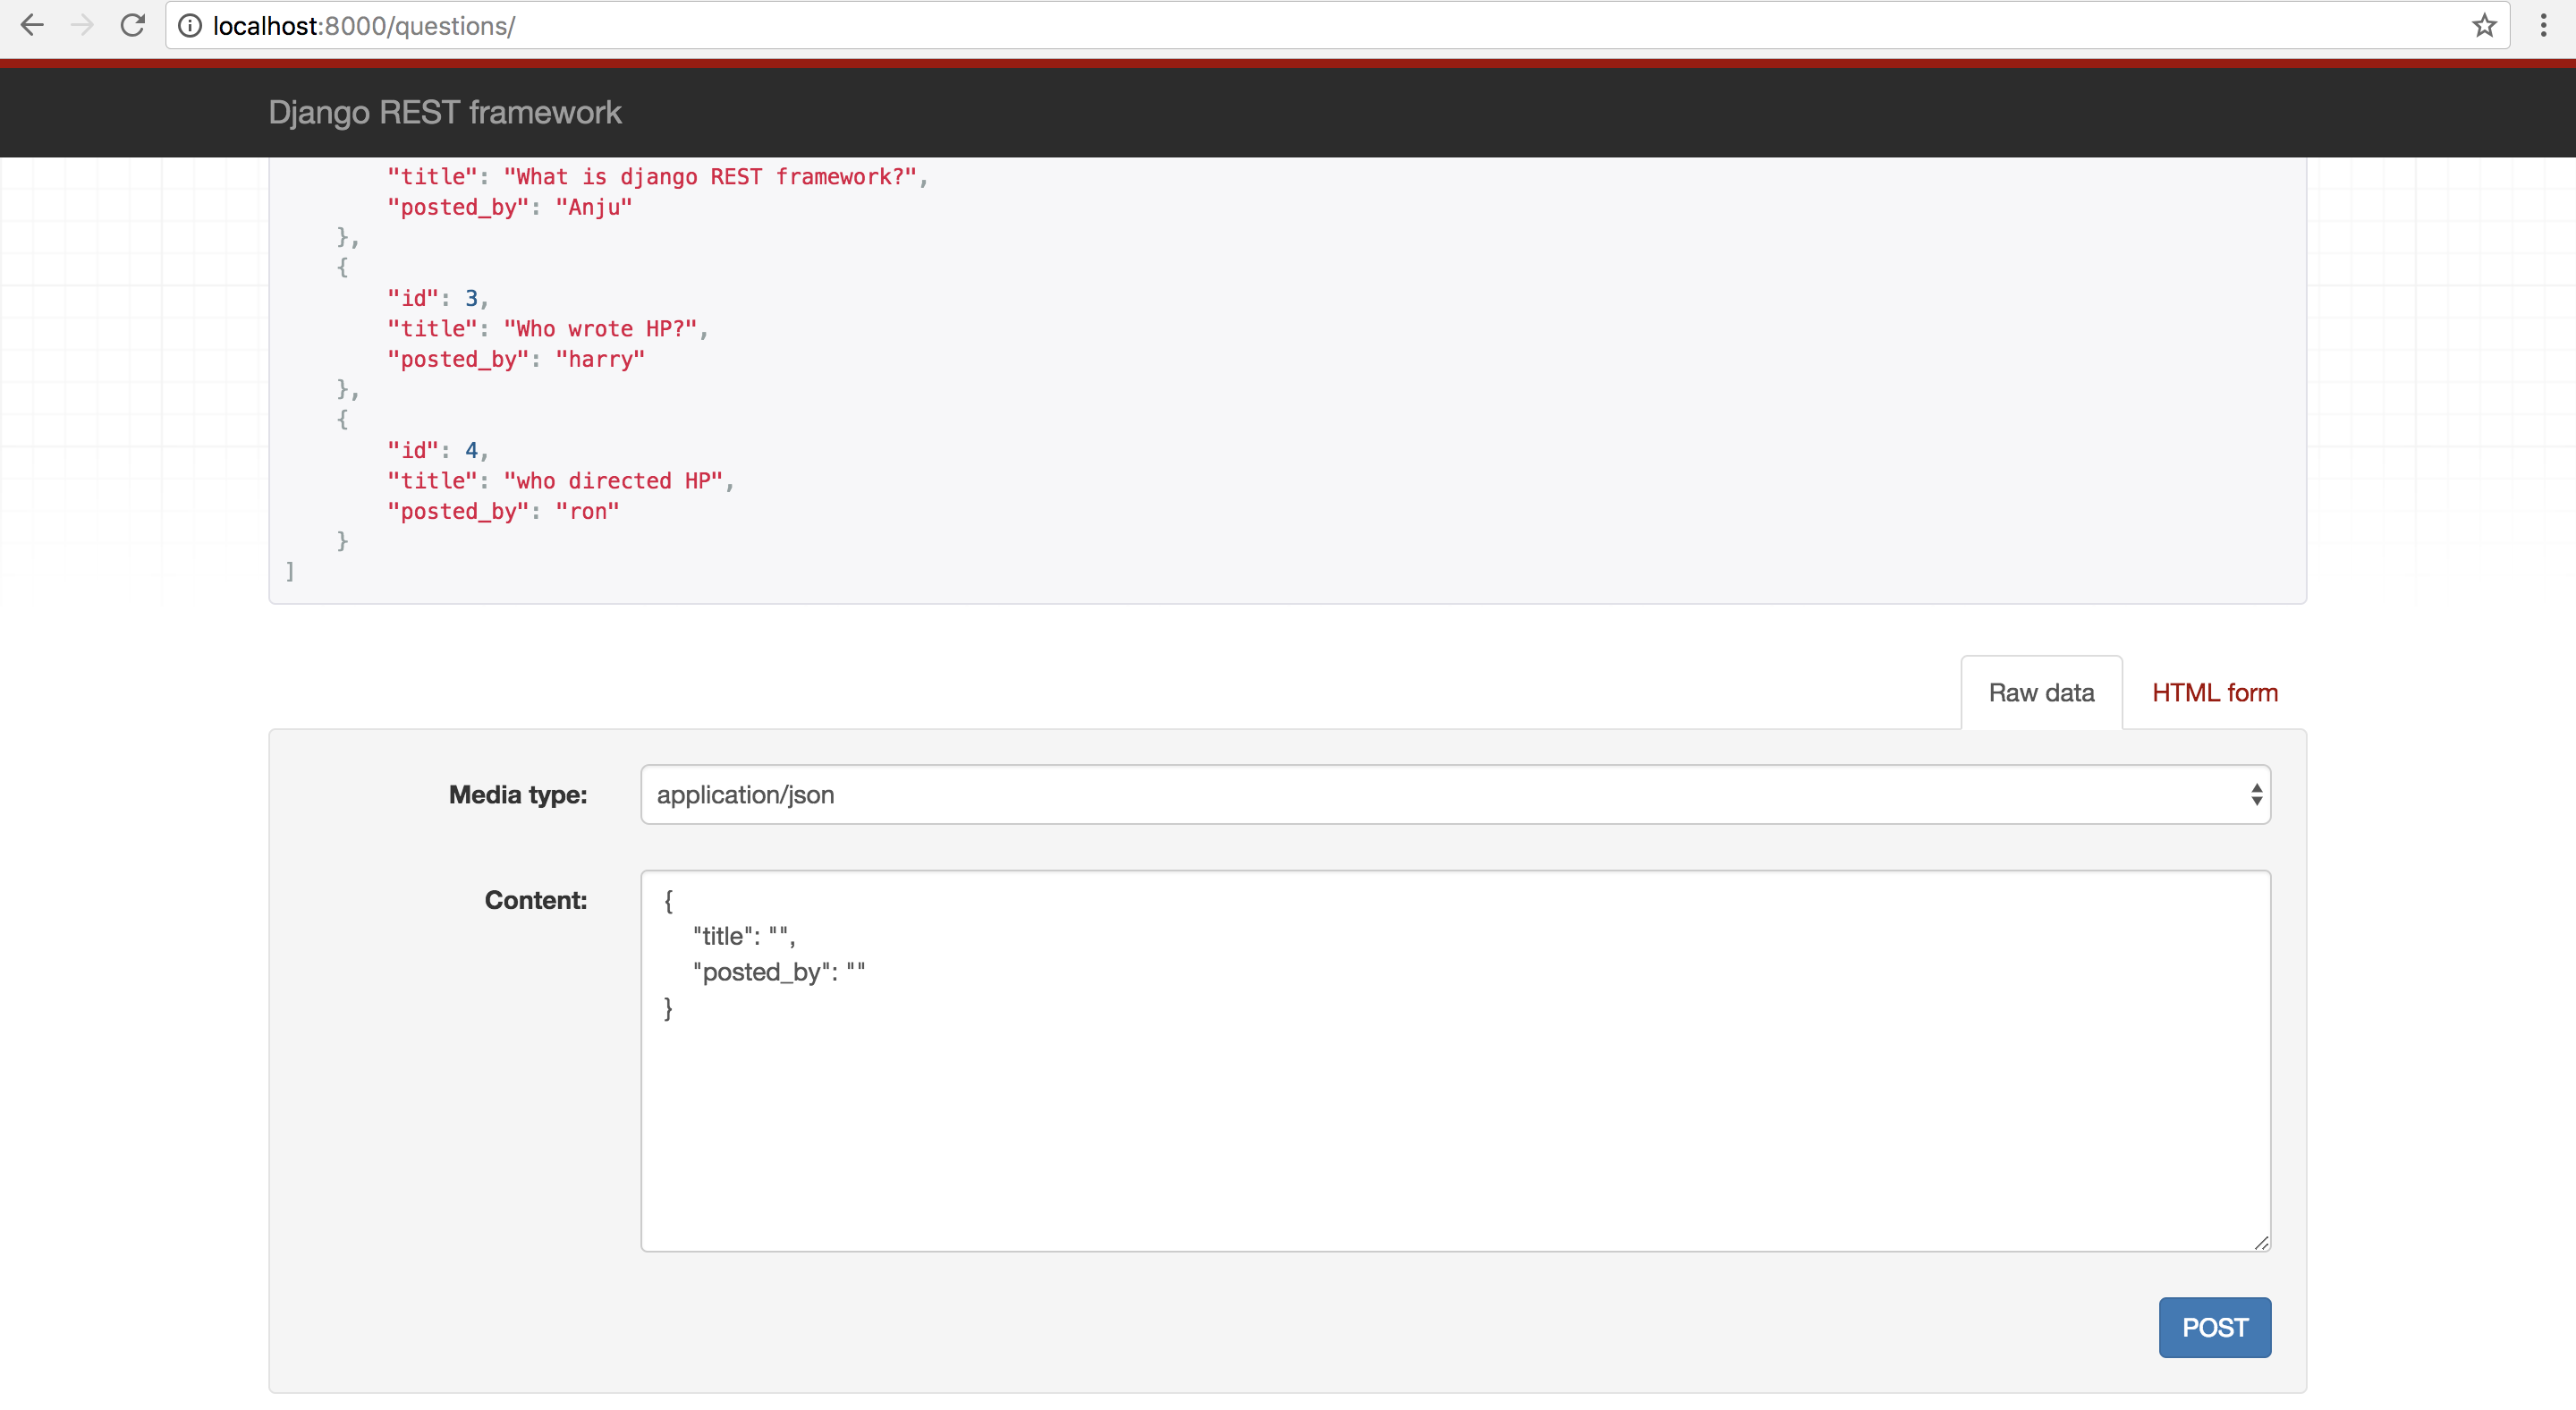 localhost:8000/questions/
Django REST framework
"title": "What is django REST framework?",
"posted_by": "Anju"
},
{
"id": 3,
"title": "Who wrote HP?",
"posted_by": "harry"
},
{
"id": 4,
"title": "who directed HP",
"posted_by": "ron"
}
]
Raw data HTML form
Media type: application/json
Content: {
"title": "",
"posted_by": ""
}
POST